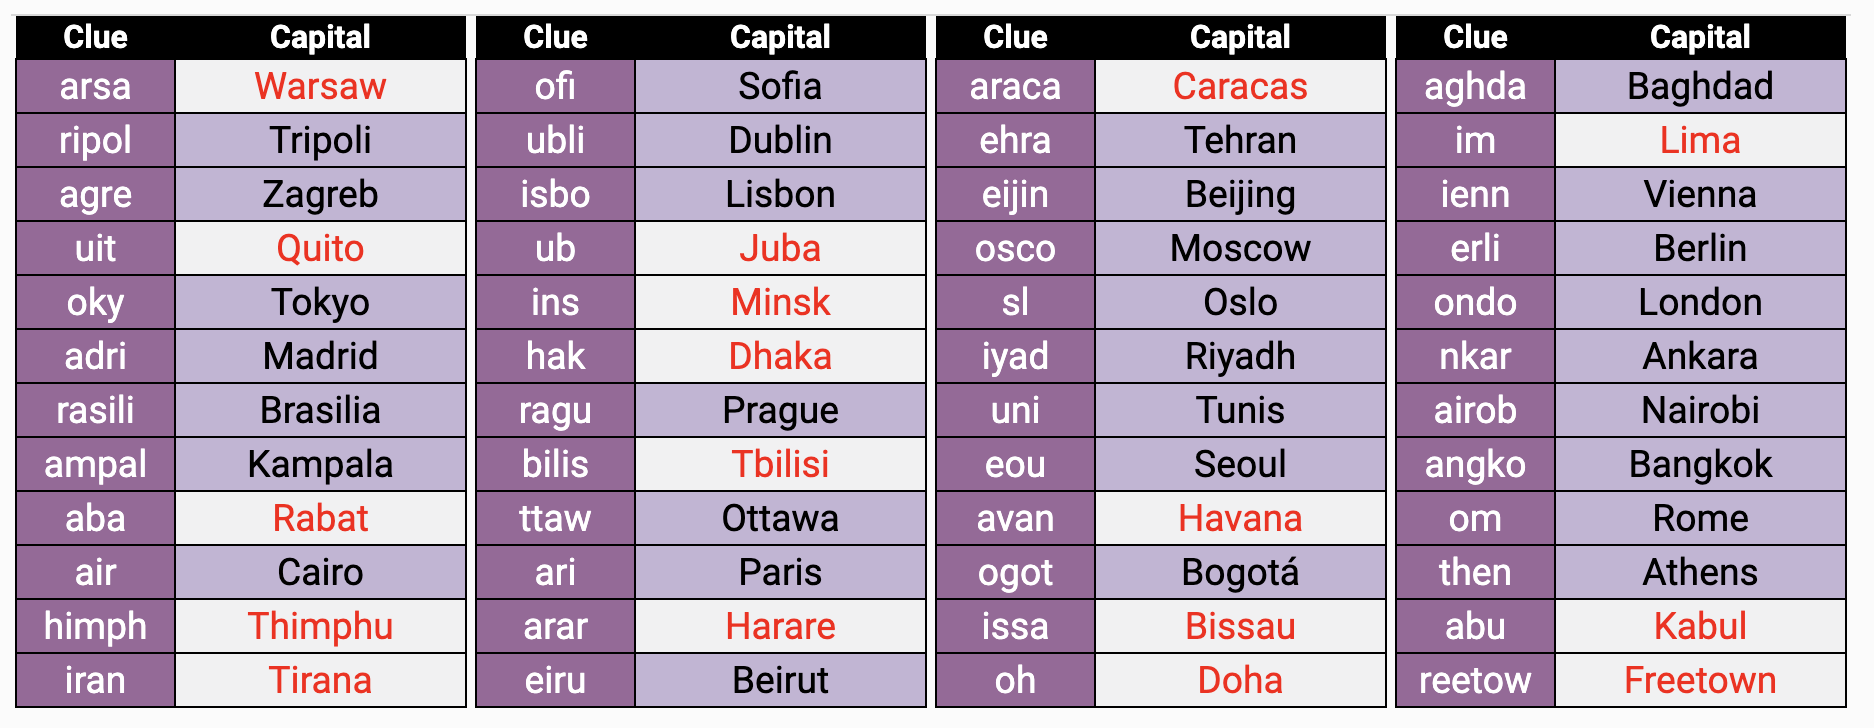 Clue Capital Clue Capital Clue Capital Clue Capital
arsa Warsaw ofi Sofia araca Caracas aghda Baghdad
ripol Tripoli ubli Dublin ehra Tehran im Lima
agre Zagreb isbo Lisbon eijin Beijing ienn Vienna
uit Quito ub Juba osco Moscow erli Berlin
oky Tokyo ins Minsk sl Oslo ondo London
adri Madrid hak Dhaka iyad Riyadh nkar Ankara
rasili Brasilia ragu Prague uni Tunis airob Nairobi
ampal Kampala bilis Tbilisi eou Seoul angko Bangkok
aba Rabat ttaw Ottawa avan Havana om Rome
air Cairo ari Paris ogot Bogotá then Athens
himph Thimphu arar Harare issa Bissau abu Kabul
iran Tirana eiru Beirut oh Doha reetow Freetown